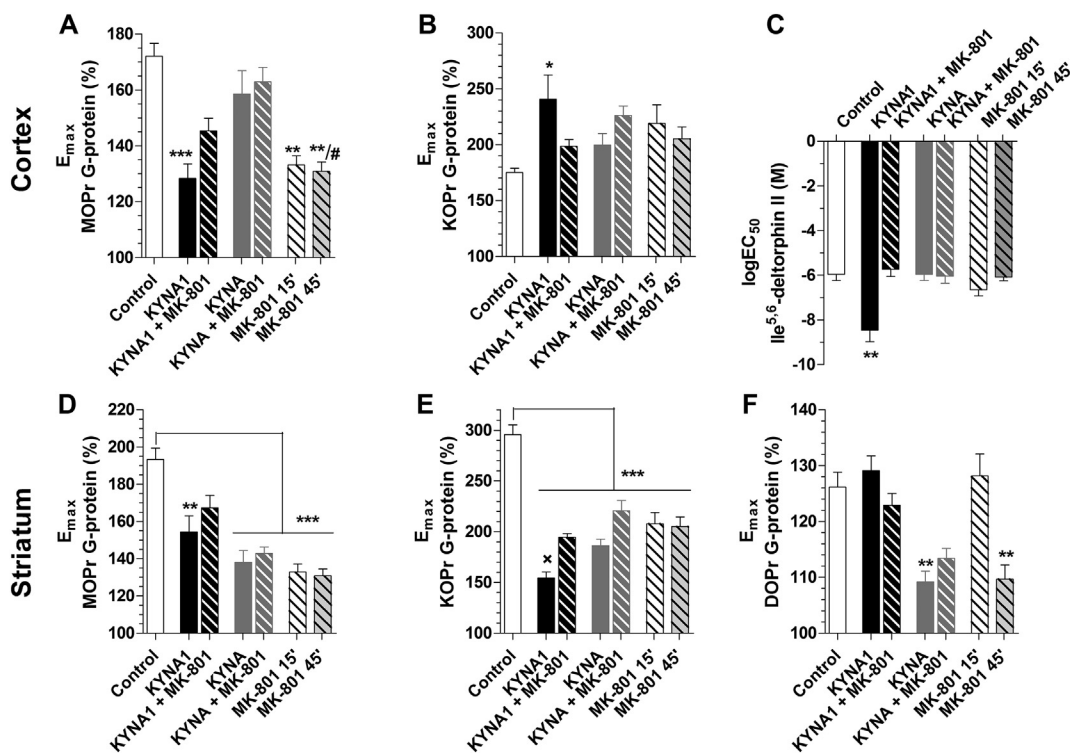 Cortex
A
E_max
MOPr G-protein (%)
180
160
140
120
100
***
**
**/#
Control
KYNA1
KYNA1 + MK-801
KYNA
KYNA + MK-801
MK-801 15'
MK-801 45'
B
E_max
KOPr G-protein (%)
300
250
200
150
100
*
Control
KYNA1
KYNA1 + MK-801
KYNA
KYNA + MK-801
MK-801 15'
MK-801 45'
C
Control
KYNA1
KYNA1 + MK-801
KYNA
KYNA + MK-801
MK-801 15'
MK-801 45'
logEC50
Ile5,6-deltorphin II (M)
0
-2
-4
-6
-8
-10
**
Striatum
D
E_max
MOPr G-protein (%)
220
200
180
160
140
120
100
**
***
Control
KYNA1
KYNA1 + MK-801
KYNA
KYNA + MK-801
MK-801 15'
MK-801 45'
E
E_max
KOPr G-protein (%)
300
250
200
150
100
×
***
Control
KYNA1
KYNA1 + MK-801
KYNA
KYNA + MK-801
MK-801 15'
MK-801 45'
F
E_max
DOPr G-protein (%)
140
130
120
110
100
**
**
Control
KYNA1
KYNA1 + MK-801
KYNA
KYNA + MK-801
MK-801 15'
MK-801 45'